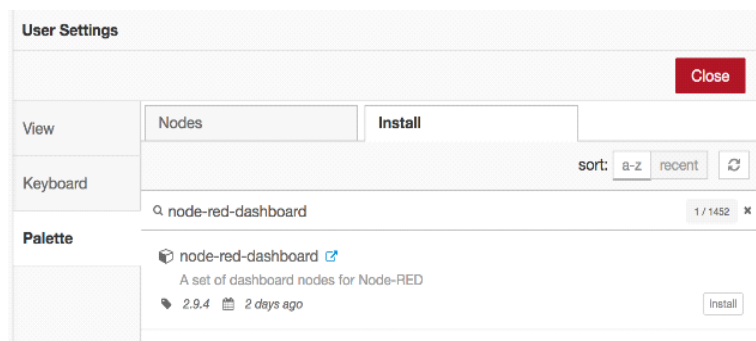 User Settings
Close
View
Keyboard
Palette
Nodes
Install
sort: a-z recent
node-red-dashboard
1 / 1452 ×
node-red-dashboard
A set of dashboard nodes for Node-RED
2.9.4 2 days ago
install